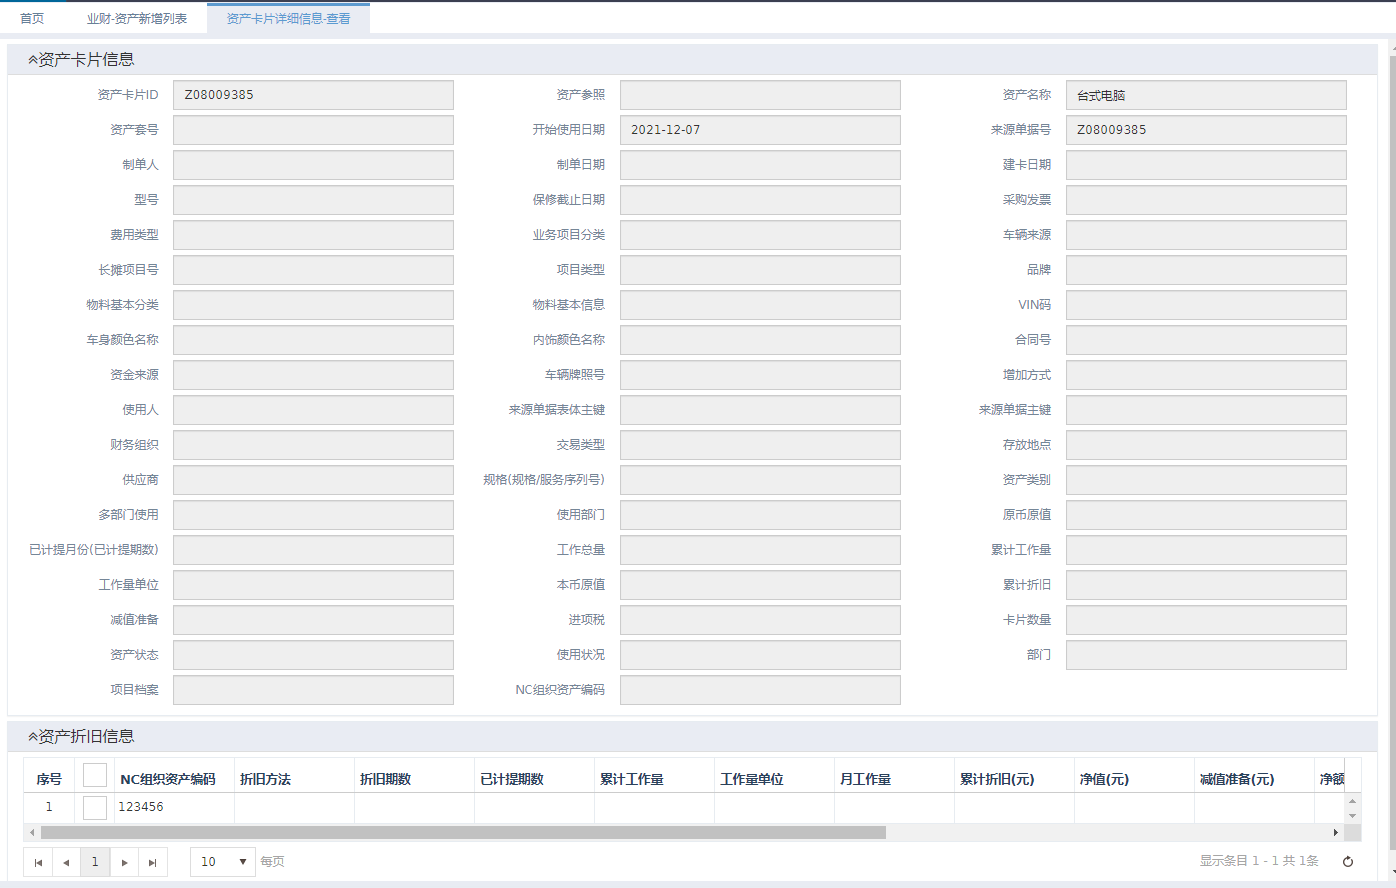 首页 业财-资产新增列表 资产卡片详细信息-查看
资产卡片信息
资产卡片ID Z08009385 资产参照 资产名称 台式电脑
资产套号 开始使用日期 2021-12-07 来源单据号 Z08009385
制单人 制单日期 建卡日期
型号 保修截止日期 采购发票
费用类型 业务项目分类 车辆来源
长摊项目号 项目类型 品牌
物料基本分类 物料基本信息 VIN码
车身颜色名称 内饰颜色名称 合同号
资金来源 车辆牌照号 增加方式
使用人 来源单据表体主键 来源单据主键
财务组织 交易类型 存放地点
供应商 规格(规格/服务序列号) 资产类别
多部门使用 使用部门 原币原值
已计提月份(已计提期数) 工作总量 累计工作量
工作量单位 本币原值 累计折旧
减值准备 进项税 卡片数量
资产状态 使用状况 部门
项目档案 NC组织资产编码
资产折旧信息
序号 NC组织资产编码 折旧方法 折旧期数 已计提期数 累计工作量 工作量单位 月工作量 累计折旧(元) 净值(元) 减值准备(元) 净额
1 123456
1 10 每页 显示条目 1 - 1 共 1条